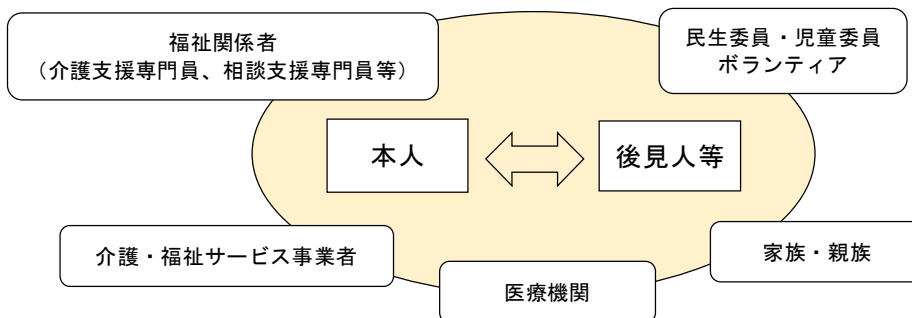 福祉関係者
（介護支援専門員、相談支援専門員等）
民生委員・児童委員
ボランティア
本人
後見人等
介護・福祉サービス事業者
家族・親族
医療機関